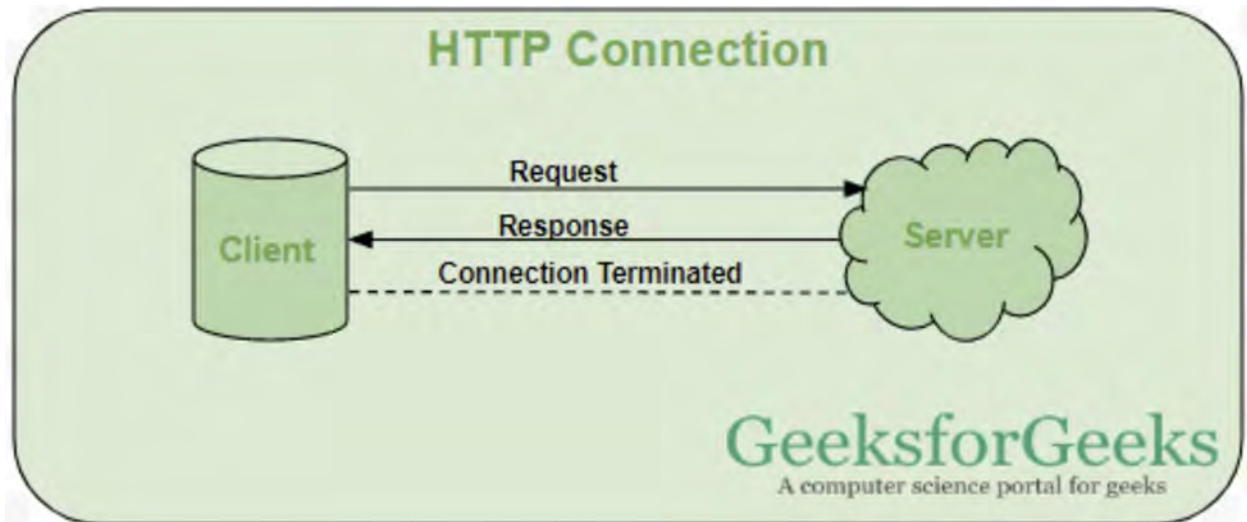 HTTP Connection
Request
Response
Client
Server
Connection Terminated
GeeksforGeeks
A computer science portal for geeks